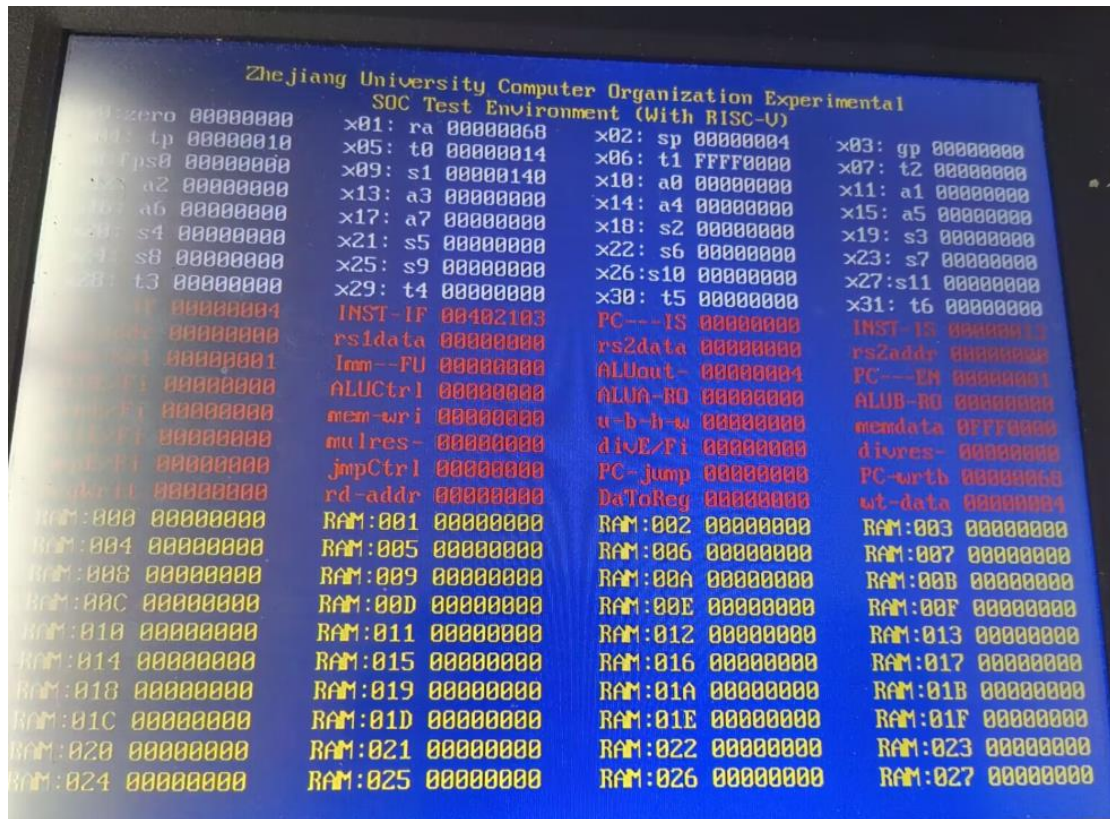 Zhejiang University Computer Organization Experimental
SOC Test Environment (With RISC-V)
zero 00000000 x01: ra 00000068 x02: sp 00000004 x03: gp 00000000
tp 00000010 x05: t0 00000014 x06: t1 FFFF0000 x07: t2 00000000
fps0 00000000 x09: s1 00000140 x10: a0 00000000 x11: a1 00000000
a2 00000000 x13: a3 00000000 x14: a4 00000000 x15: a5 00000000
a6 00000000 x17: a7 00000000 x18: s2 00000000 x19: s3 00000000
s4 00000000 x21: s5 00000000 x22: s6 00000000 x23: s7 00000000
s8 00000000 x25: s9 00000000 x26:s10 00000000 x27:s11 00000000
x28: t3 00000000 x29: t4 00000000 x30: t5 00000000 x31: t6 00000000
IF 00000004 INST-IF 00402103 PC---IS 00000000 INST-IS 00000013
00000000 rs1data 00000000 rs2data 00000000 rs2addr 00000000
00000001 Imm--FU 00000000 ALUout- 00000004 PC---EN 00000001
00000000 ALUCtrl 00000000 ALUA-RO 00000000 ALUB-RO 00000000
00000000 mem-wri 00000000 u-b-h-w 00000000 memdata 0FFF0000
00000000 mulres- 00000000 divE/Fi 00000000 divres- 00000000
00000000 jmpCtrl 00000000 PC-jump 00000000 PC-wrtb 00000068
00000000 rd-addr 00000000 DaToReg 00000000 wt-data 00000004
RAM:000 00000000 RAM:001 00000000 RAM:002 00000000 RAM:003 00000000
RAM:004 00000000 RAM:005 00000000 RAM:006 00000000 RAM:007 00000000
RAM:008 00000000 RAM:009 00000000 RAM:00A 00000000 RAM:00B 00000000
RAM:00C 00000000 RAM:00D 00000000 RAM:00E 00000000 RAM:00F 00000000
RAM:010 00000000 RAM:011 00000000 RAM:012 00000000 RAM:013 00000000
RAM:014 00000000 RAM:015 00000000 RAM:016 00000000 RAM:017 00000000
RAM:018 00000000 RAM:019 00000000 RAM:01A 00000000 RAM:01B 00000000
RAM:01C 00000000 RAM:01D 00000000 RAM:01E 00000000 RAM:01F 00000000
RAM:020 00000000 RAM:021 00000000 RAM:022 00000000 RAM:023 00000000
RAM:024 00000000 RAM:025 00000000 RAM:026 00000000 RAM:027 00000000